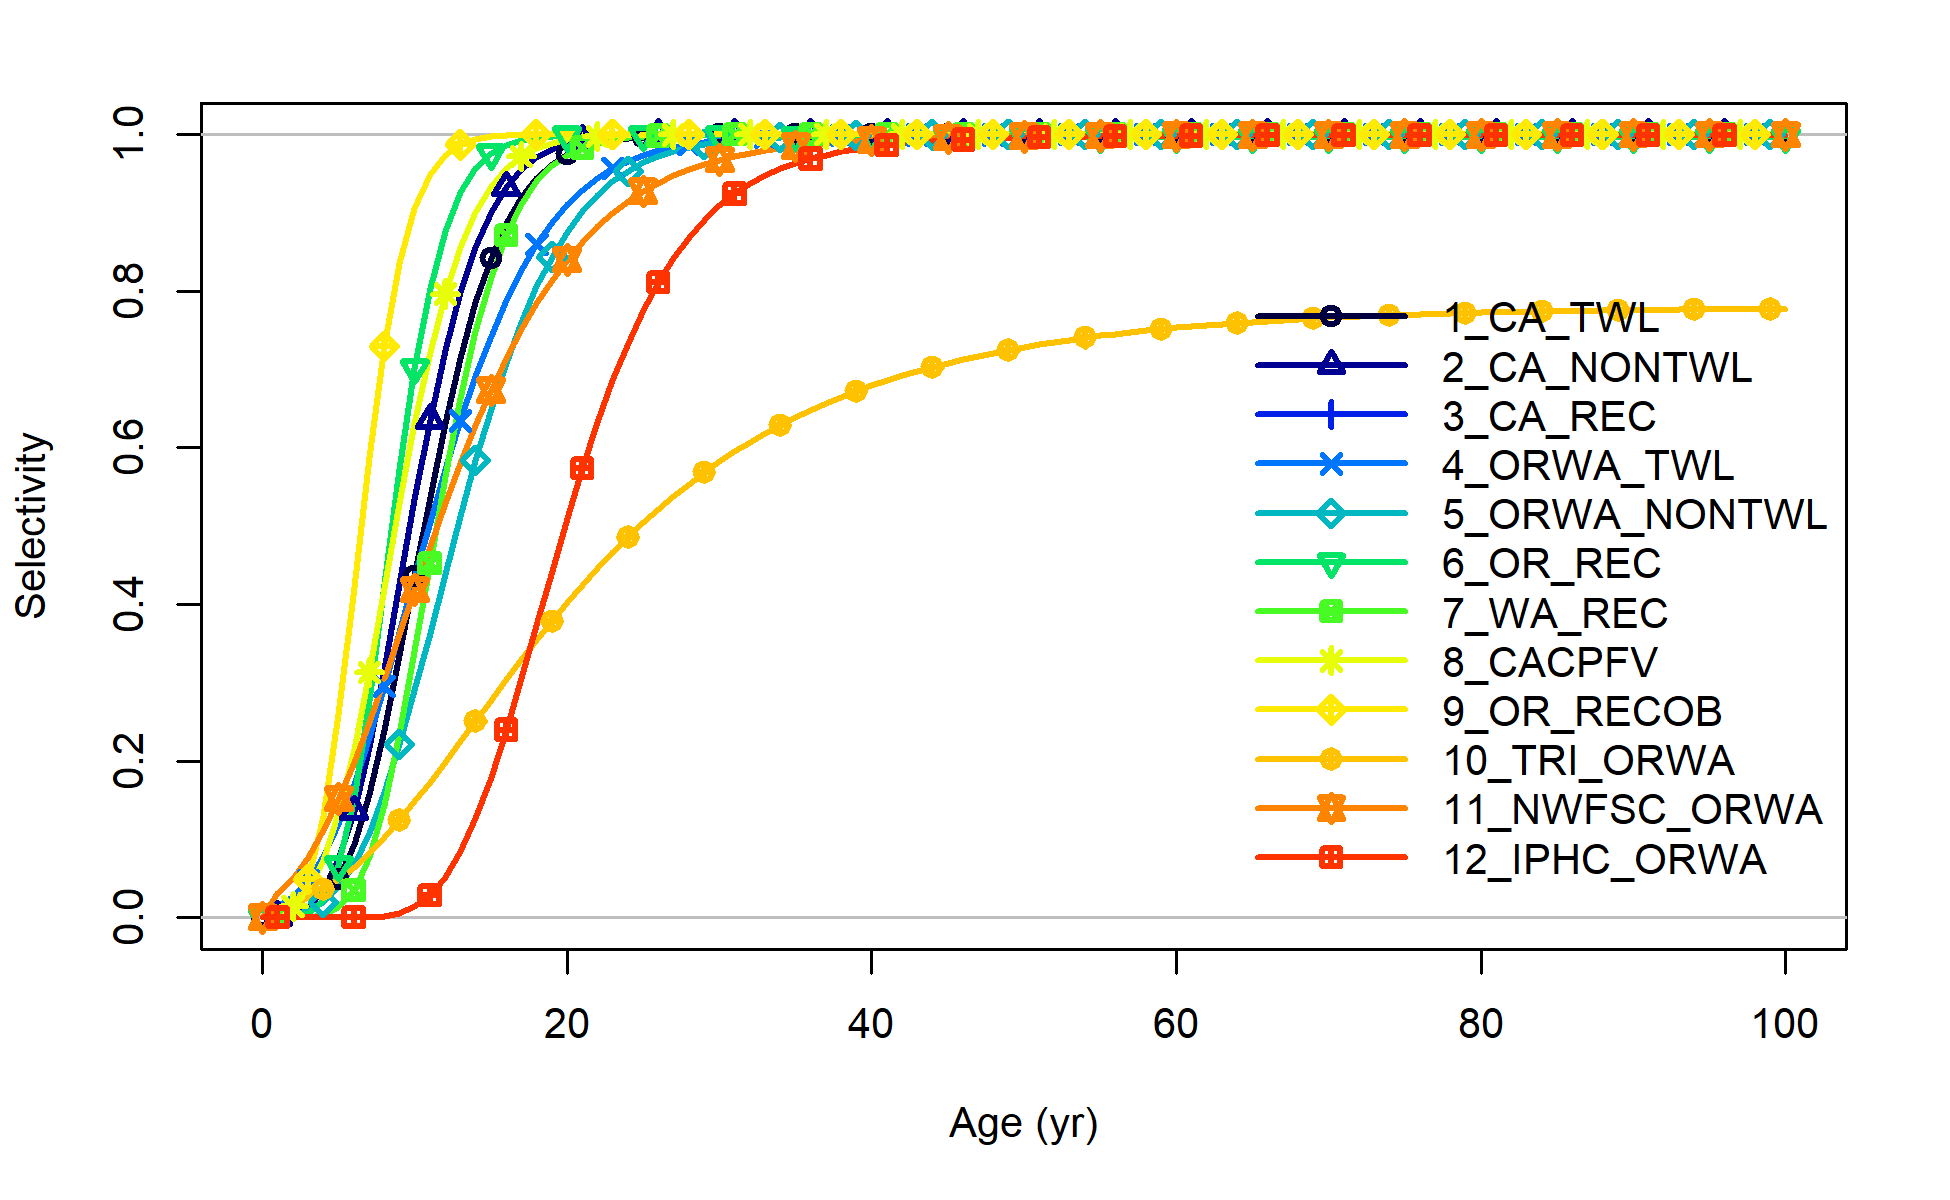 Selectivity
1.0
0.8
0.6
0.4
0.2
0.0
1_CA_TWL
2_CA_NONTWL
3_CA_REC
4_ORWA_TWL
5_ORWA_NONTWL
6_OR_REC
7_WA_REC
8_CACPFV
9_OR_RECOB
10_TRI_ORWA
11_NWFSC_ORWA
12_IPHC_ORWA
0 20 40 60 80 100
Age (yr)